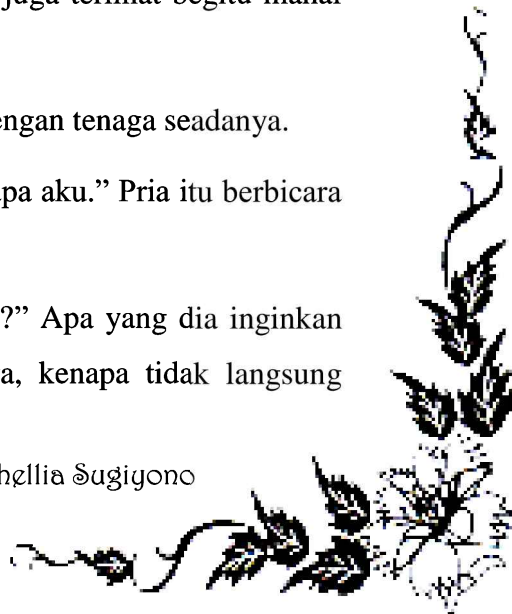 juga terlihat begitu mahal
engan tenaga seadanya.
pa aku.” Pria itu berbicara
?” Apa yang dia inginkan
a, kenapa tidak langsung
hellia Sugiyono